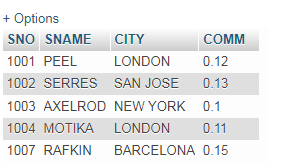 + Options
SNO SNAME CITY COMM
1001 PEEL LONDON 0.12
1002 SERRES SAN JOSE 0.13
1003 AXELROD NEW YORK 0.1
1004 MOTIKA LONDON 0.11
1007 RAFKIN BARCELONA 0.15